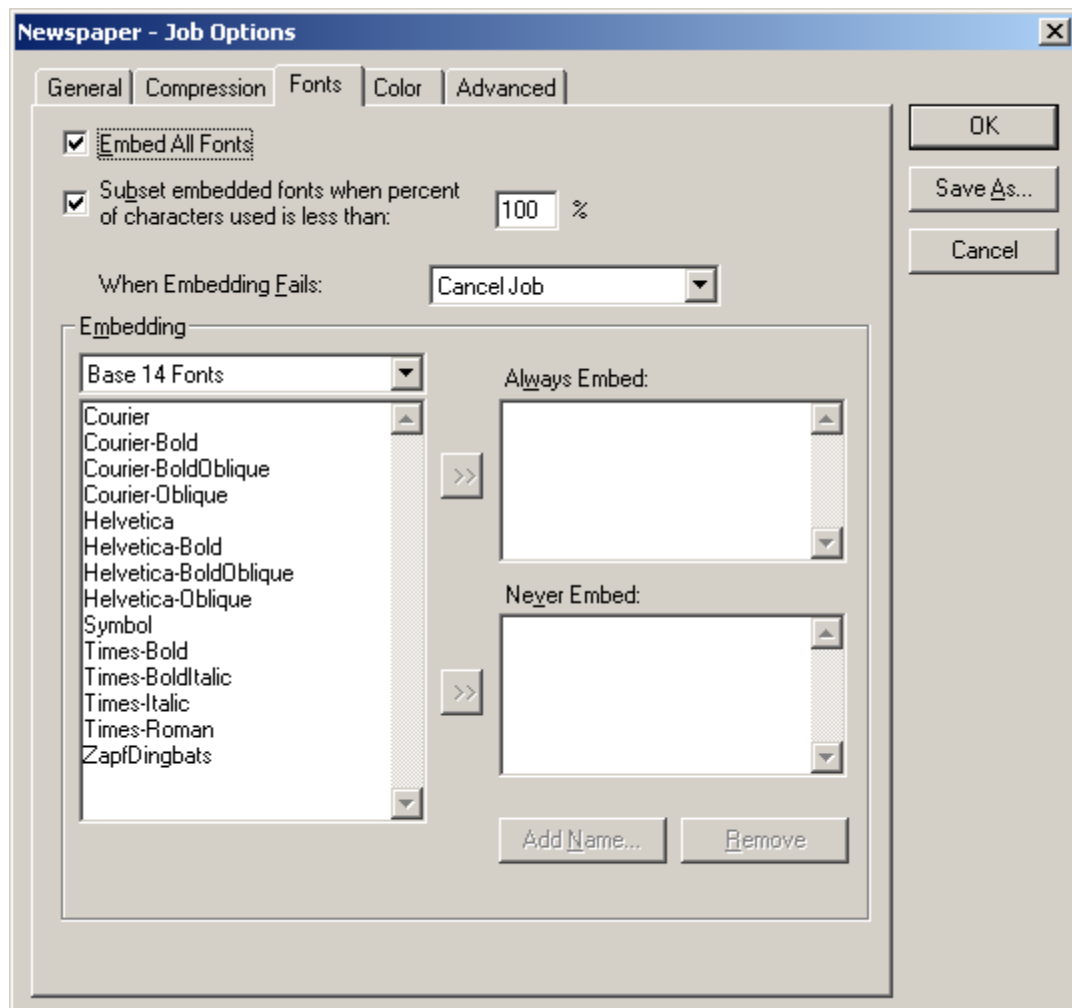 Newspaper - Job Options
General Compression Fonts Color Advanced
OK
Save As...
Cancel
Embed All Fonts
Subset embedded fonts when percent
of characters used is less than:
100 %
When Embedding Fails: Cancel Job
Embedding
Base 14 Fonts
Courier
Courier-Bold
Courier-BoldOblique
Courier-Oblique
Helvetica
Helvetica-Bold
Helvetica-BoldOblique
Helvetica-Oblique
Symbol
Times-Bold
Times-BoldItalic
Times-Italic
Times-Roman
ZapfDingbats
>>
>>
Always Embed:
Never Embed:
Add Name...
Remove